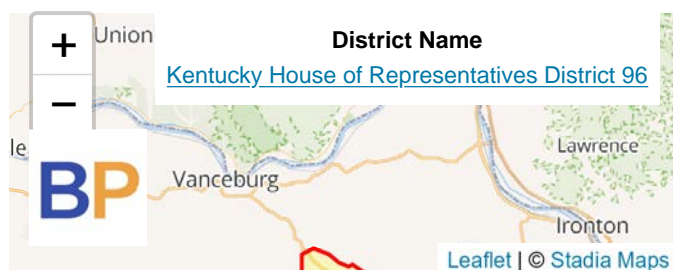 +
Union
District Name
Kentucky House of Representatives District 96
−
le
Lawrence
BP
Vanceburg
Ironton
Leaflet | © Stadia Maps